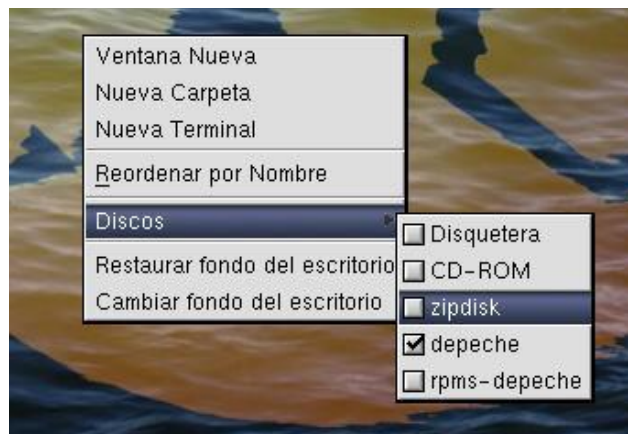 Ventana Nueva
Nueva Carpeta
Nueva Terminal
Reordenar por Nombre
Discos
Restaurar fondo del escritorio
Cambiar fondo del escritorio
Disquetera
CD-ROM
zipdisk
depeche
rpms-depeche